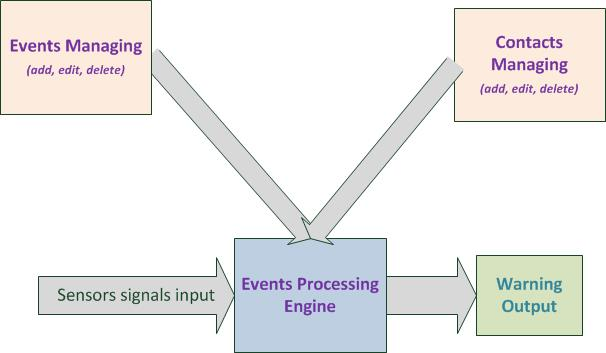 Events Managing
(add, edit, delete)
Contacts
Managing
(add, edit, delete)
Sensors signals input
Events Processing
Engine
Warning
Output